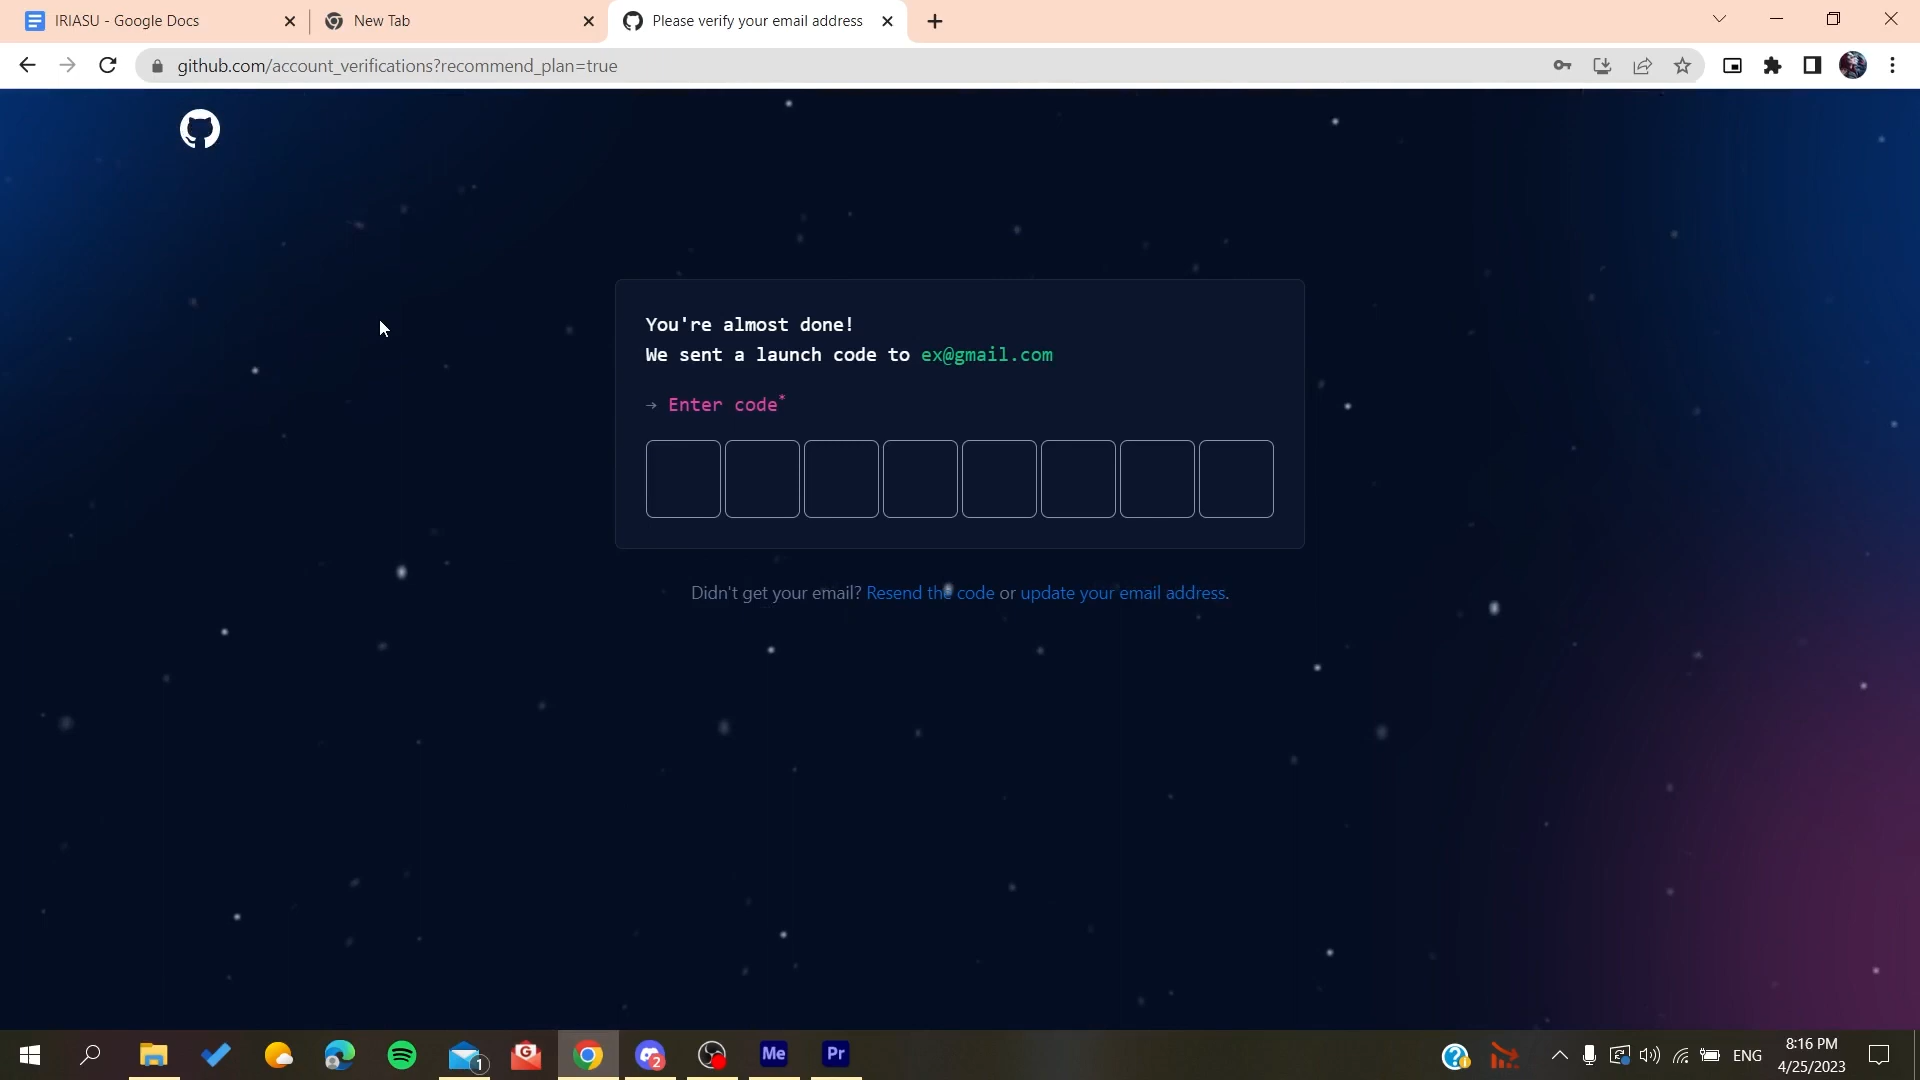 IRIASU - Google Docs
New Tab
Please verify your email address
github.com/account_verifications?recommend_plan=true
You're almost done!
We sent a launch code to ex@gmail.com
→ Enter code*
Didn't get your email? Resend the code or update your email address.
1
G
2
Me
Pr
ENG
8:16 PM
4/25/2023